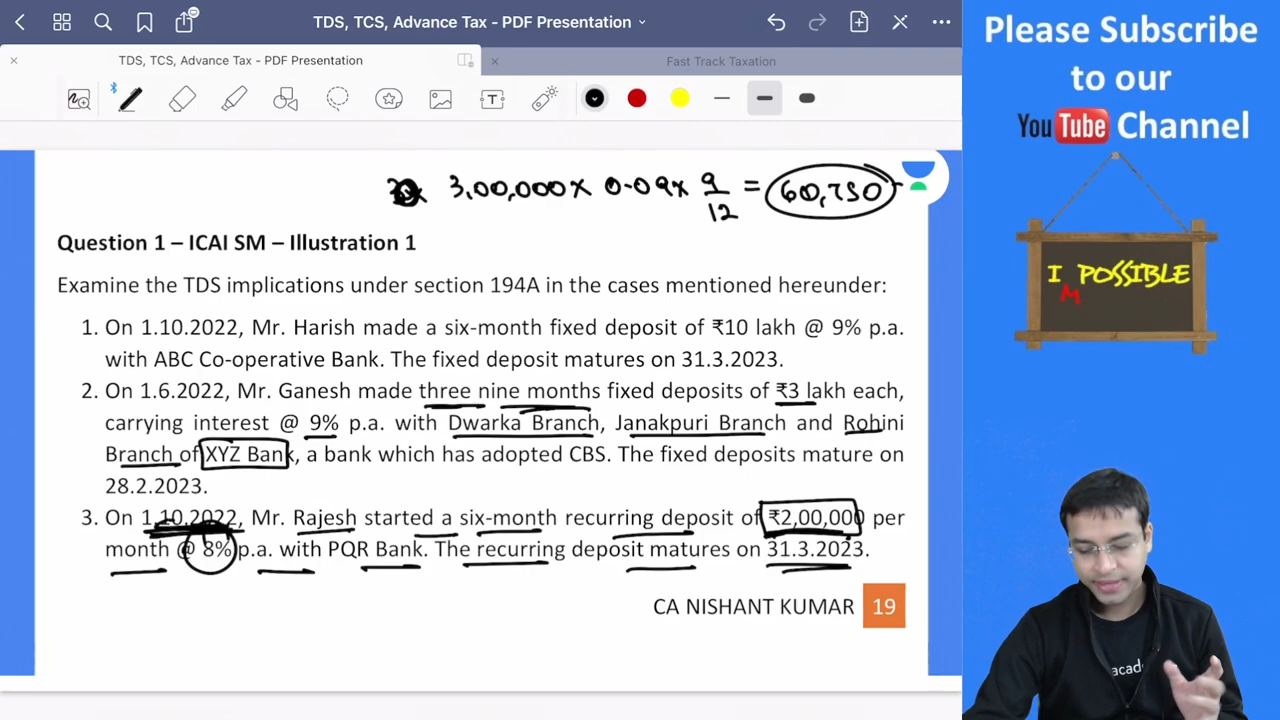 TDS, TCS, Advance Tax - PDF Presentation
TDS, TCS, Advance Tax - PDF Presentation
Fast Track Taxation
3,00,000 x 0.09 x 9/12 = 60,750
Question 1 – ICAI SM – Illustration 1
Examine the TDS implications under section 194A in the cases mentioned hereunder:
1. On 1.10.2022, Mr. Harish made a six-month fixed deposit of ₹10 lakh @ 9% p.a.
with ABC Co-operative Bank. The fixed deposit matures on 31.3.2023.
2. On 1.6.2022, Mr. Ganesh made three nine months fixed deposits of ₹3 lakh each,
carrying interest @ 9% p.a. with Dwarka Branch, Janakpuri Branch and Rohini
Branch of XYZ Bank, a bank which has adopted CBS. The fixed deposits mature on
28.2.2023.
3. On 1.10.2022, Mr. Rajesh started a six-month recurring deposit of ₹2,00,000 per
month @ 8% p.a. with PQR Bank. The recurring deposit matures on 31.3.2023.
CA NISHANT KUMAR 19
Please Subscribe
to our
YouTube Channel
I POSSIBLE
M
acad